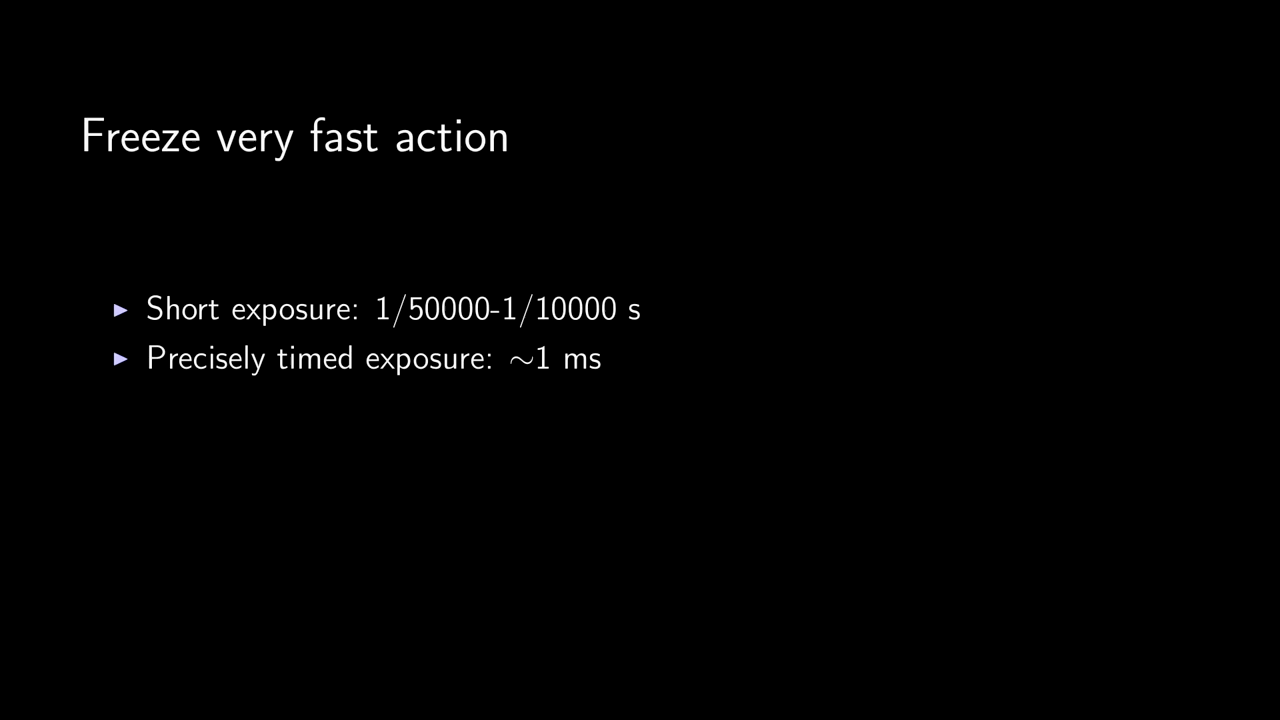 Freeze very fast action
▶ Short exposure: 1/50000-1/10000 s
▶ Precisely timed exposure: ∼1 ms